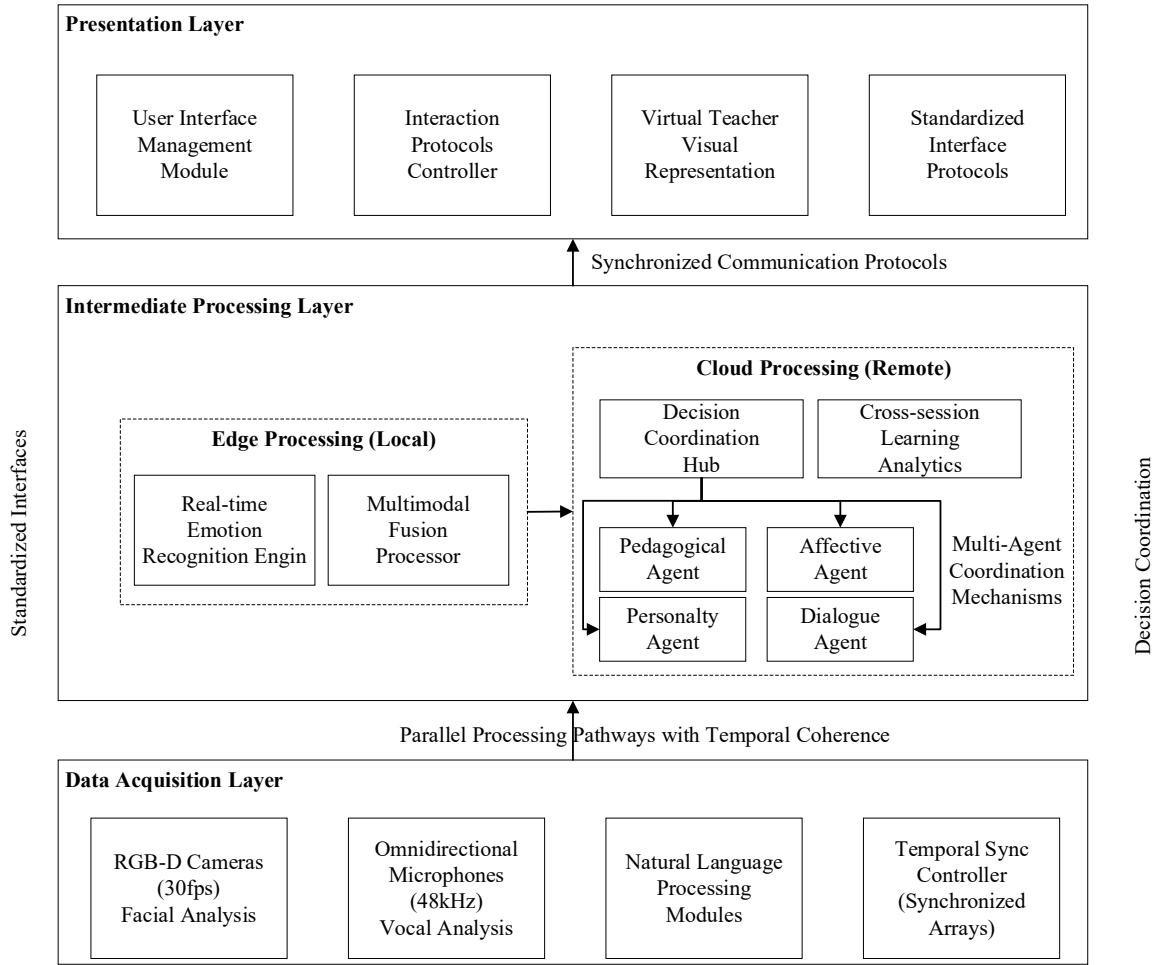 Presentation Layer
User Interface
Management
Module
Interaction
Protocols
Controller
Virtual Teacher
Visual
Representation
Standardized
Interface
Protocols
Synchronized Communication Protocols
Intermediate Processing Layer
Standardized Interfaces
Edge Processing (Local)
Real-time
Emotion
Recognition Engin
Multimodal
Fusion
Processor
Cloud Processing (Remote)
Decision
Coordination
Hub
Cross-session
Learning
Analytics
Pedagogical
Agent
Affective
Agent
Personalty
Agent
Dialogue
Agent
Multi-Agent
Coordination
Mechanisms
Decision Coordination
Parallel Processing Pathways with Temporal Coherence
Data Acquisition Layer
RGB-D Cameras
(30fps)
Facial Analysis
Omnidirectional
Microphones
(48kHz)
Vocal Analysis
Natural Language
Processing
Modules
Temporal Sync
Controller
(Synchronized
Arrays)